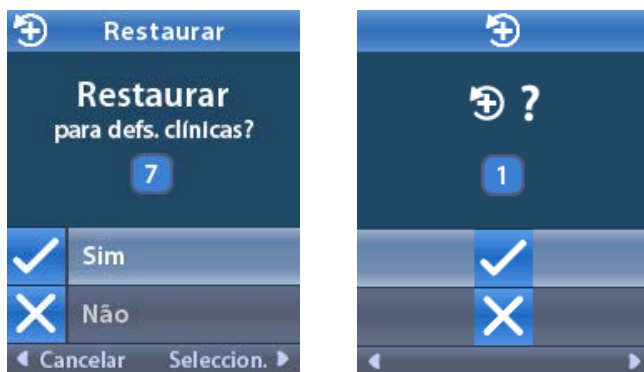 Restaurar
Restaurar
para defs. clínicas?
7
Sim
Não
Cancelar Seleccion.
?
1